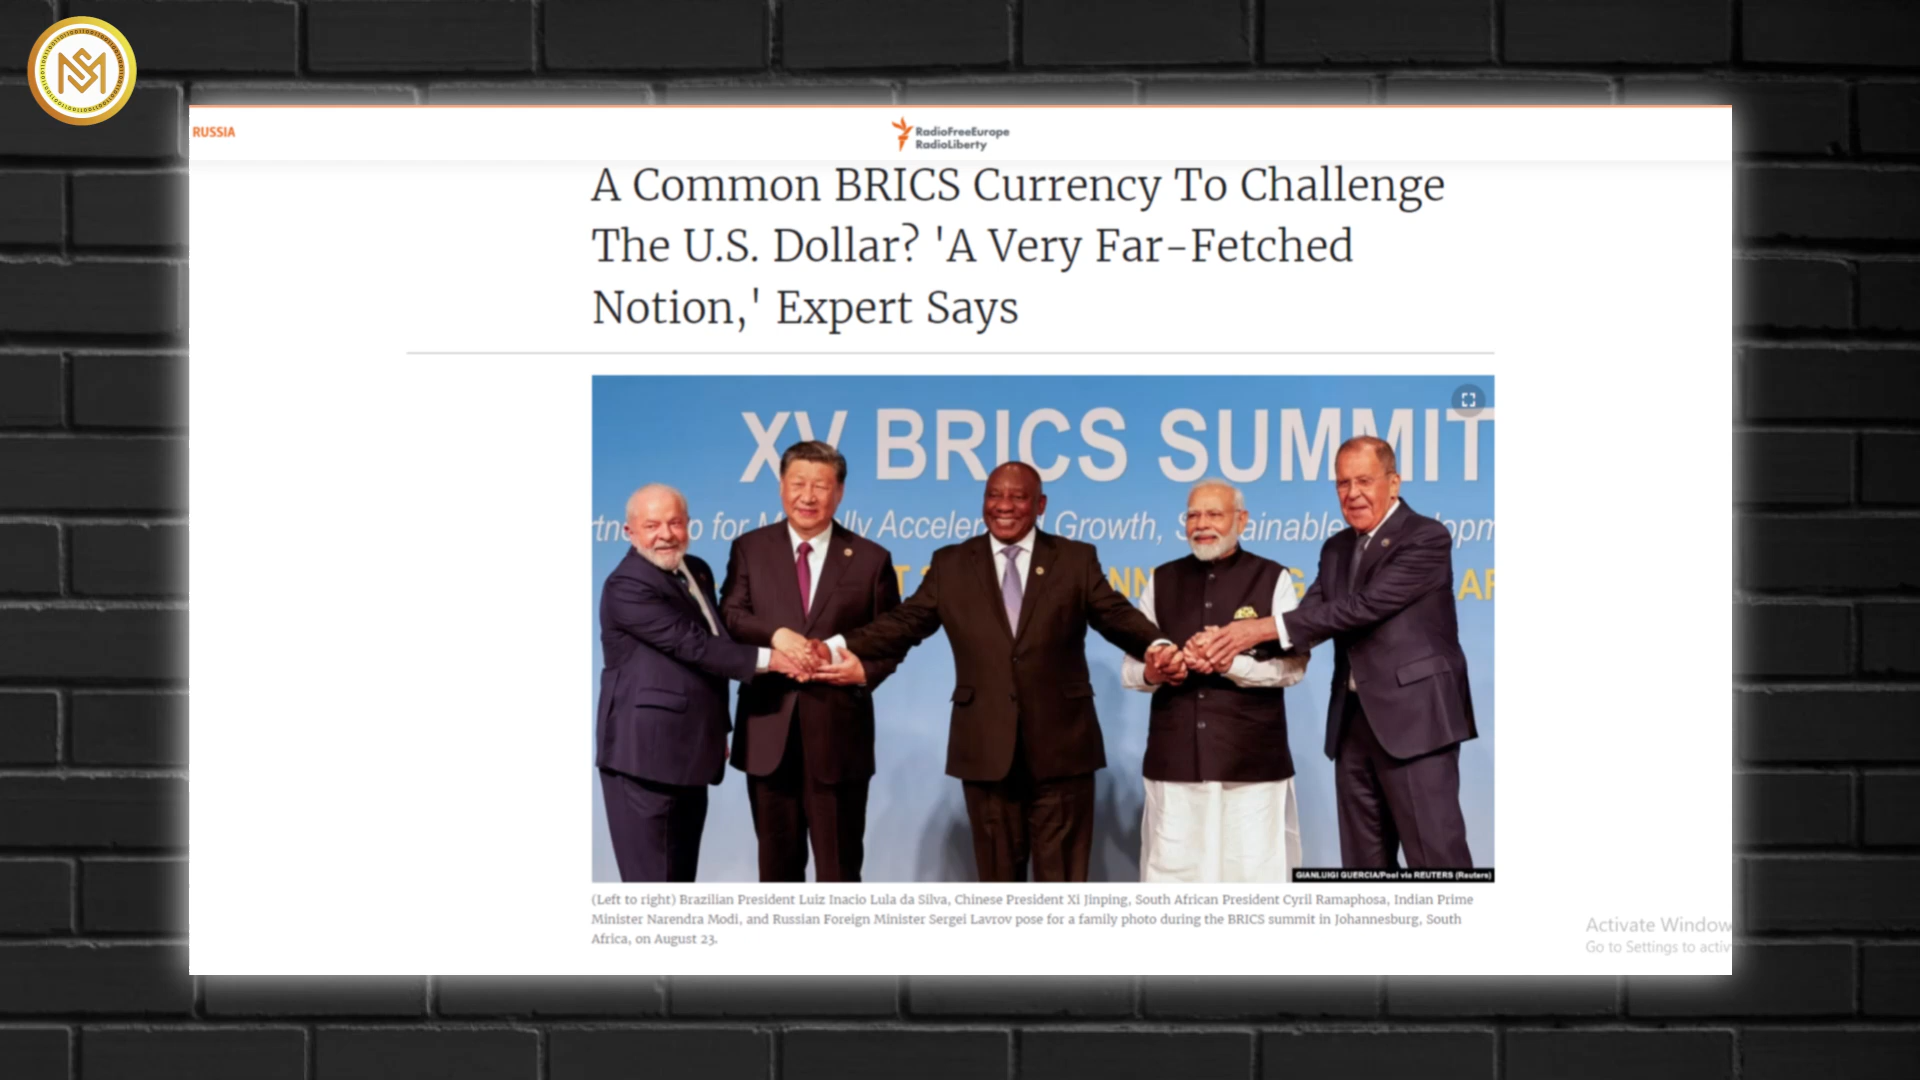 RUSSIA
RadioFreeEurope
RadioLiberty
A Common BRICS Currency To Challenge
The U.S. Dollar? 'A Very Far-Fetched
Notion,' Expert Says
XV BRICS SUMMIT
for
Growth,
GIANLUIGI GUERCIA/Pool via REUTERS (Reuters)
(Left to right) Brazilian President Luiz Inacio Lula da Silva, Chinese President Xi Jinping, South African President Cyril Ramaphosa, Indian Prime
Minister Narendra Modi, and Russian Foreign Minister Sergei Lavrov pose for a family photo during the BRICS summit in Johannesburg, South
Africa, on August 23.
Activate Window
Go to Settings to activ